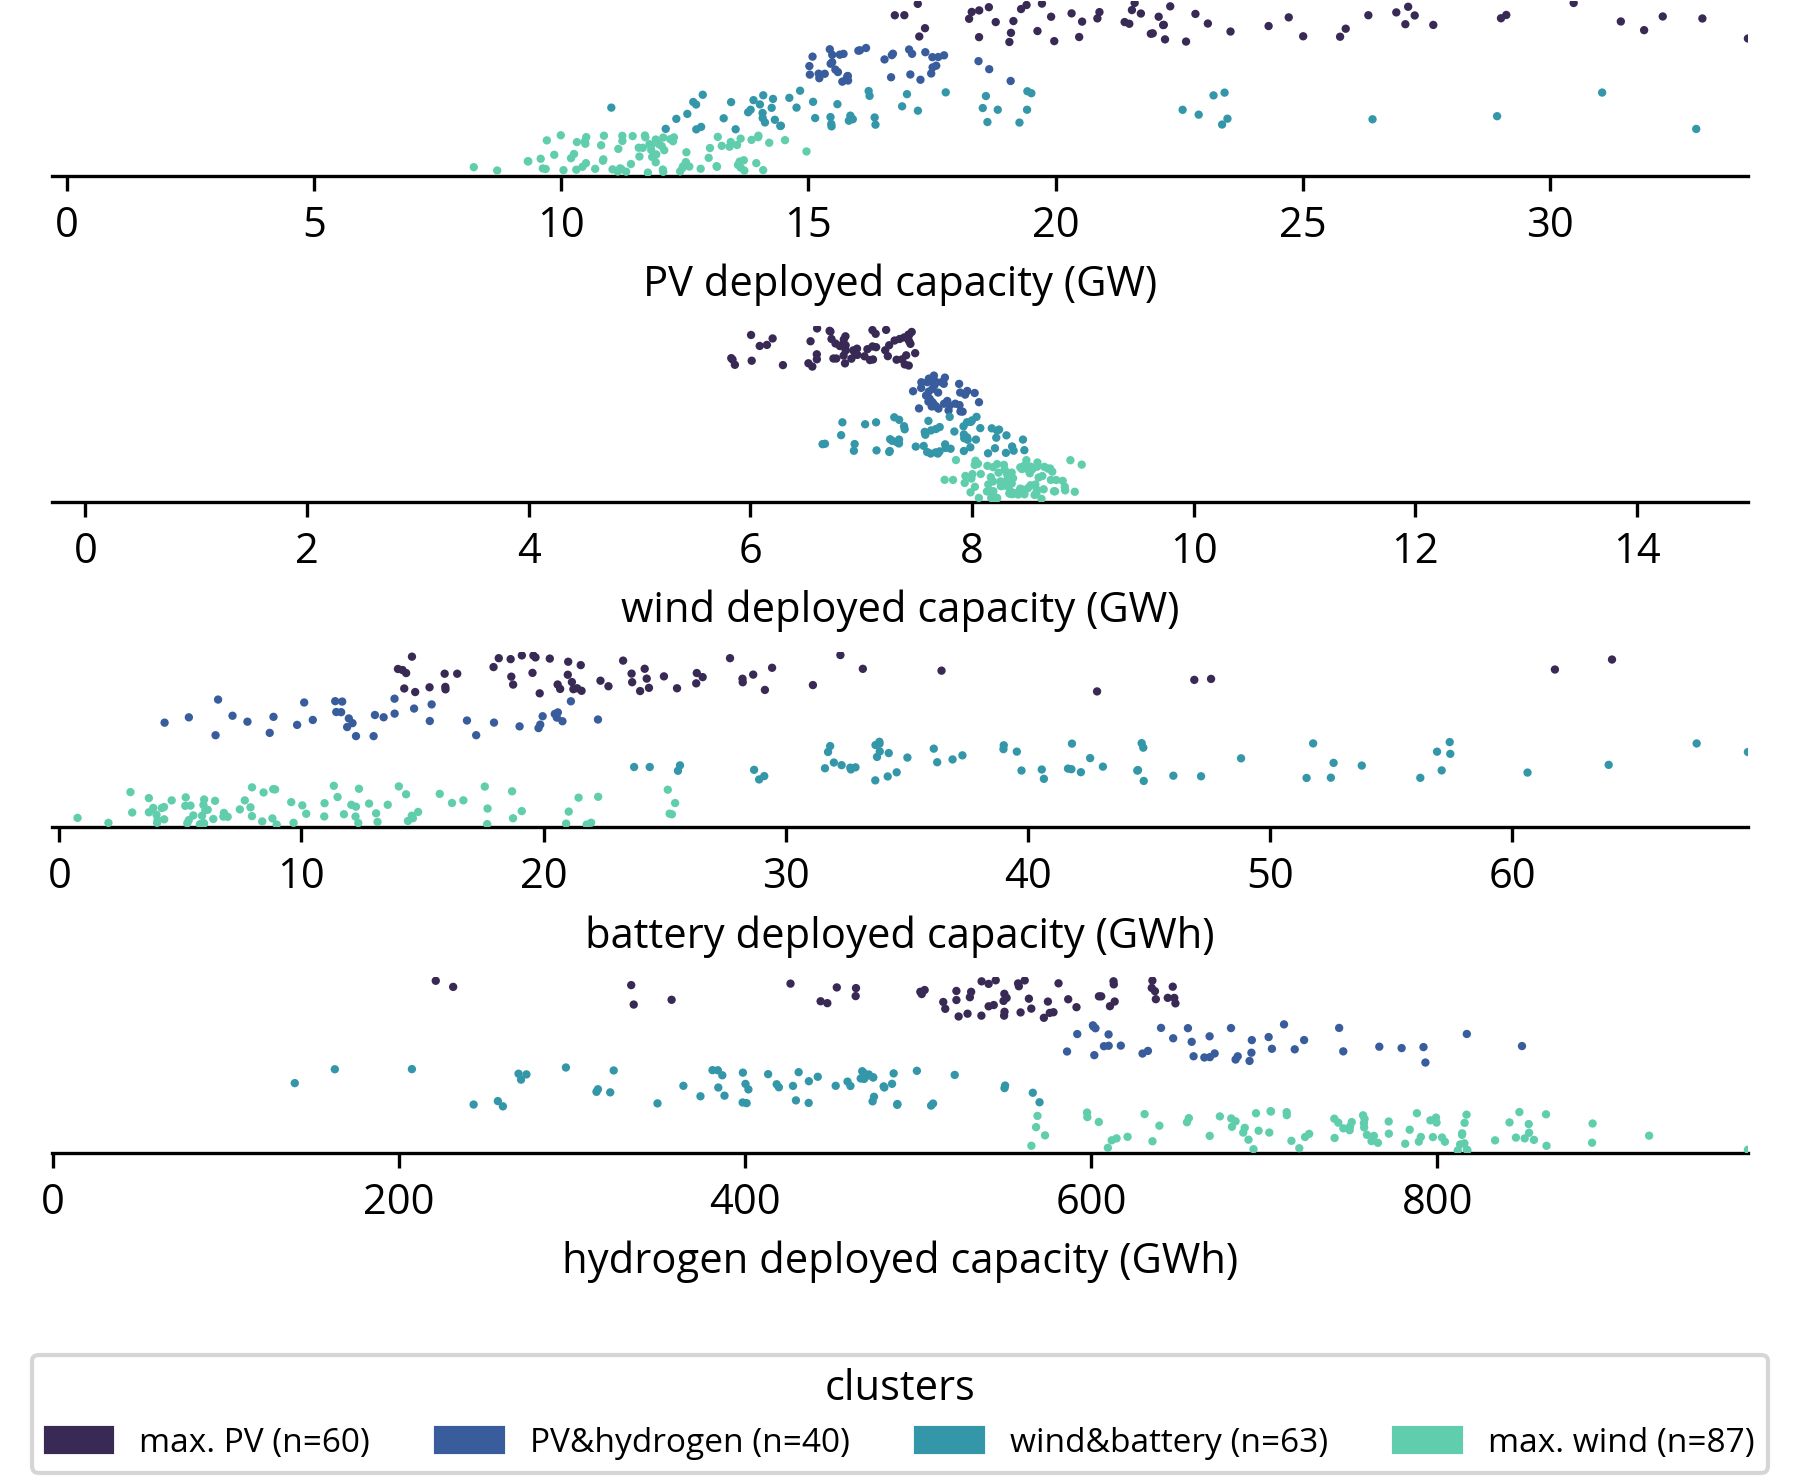 0 5 10 15 20 25 30
PV deployed capacity (GW)
0 2 4 6 8 10 12 14
wind deployed capacity (GW)
0 10 20 30 40 50 60
battery deployed capacity (GWh)
0 200 400 600 800
hydrogen deployed capacity (GWh)
clusters
max. PV (n=60) PV&hydrogen (n=40) wind&battery (n=63) max. wind (n=87)